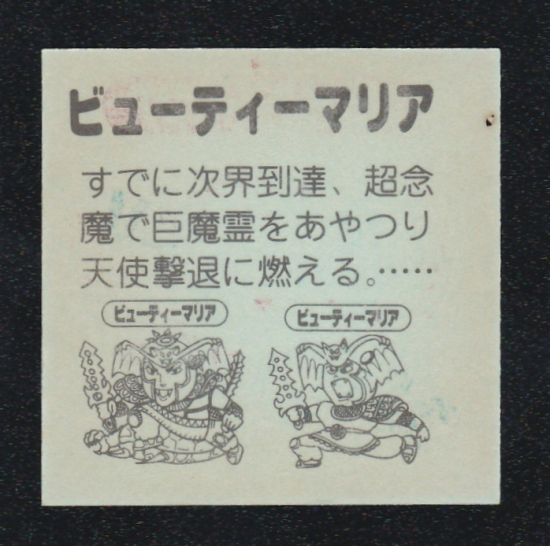 ビューティーマリア
すでに次界到達、超念
魔で巨魔霊をあやつり
天使撃退に燃える。……
ビューティーマリア
ビューティーマリア